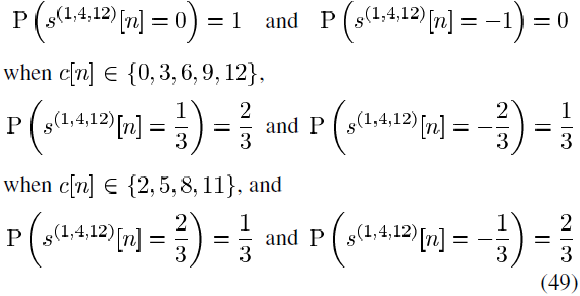 P(s^{(1,4,12)}[n] = 0) = 1 and P(s^{(1,4,12)}[n] = −1) = 0
when c[n] ∈ {0, 3, 6, 9, 12},
P(s^{(1,4,12)}[n] = 1/3) = 2/3 and P(s^{(1,4,12)}[n] = −2/3) = 1/3
when c[n] ∈ {2, 5, 8, 11}, and
P(s^{(1,4,12)}[n] = 2/3) = 1/3 and P(s^{(1,4,12)}[n] = −1/3) = 2/3
(49)